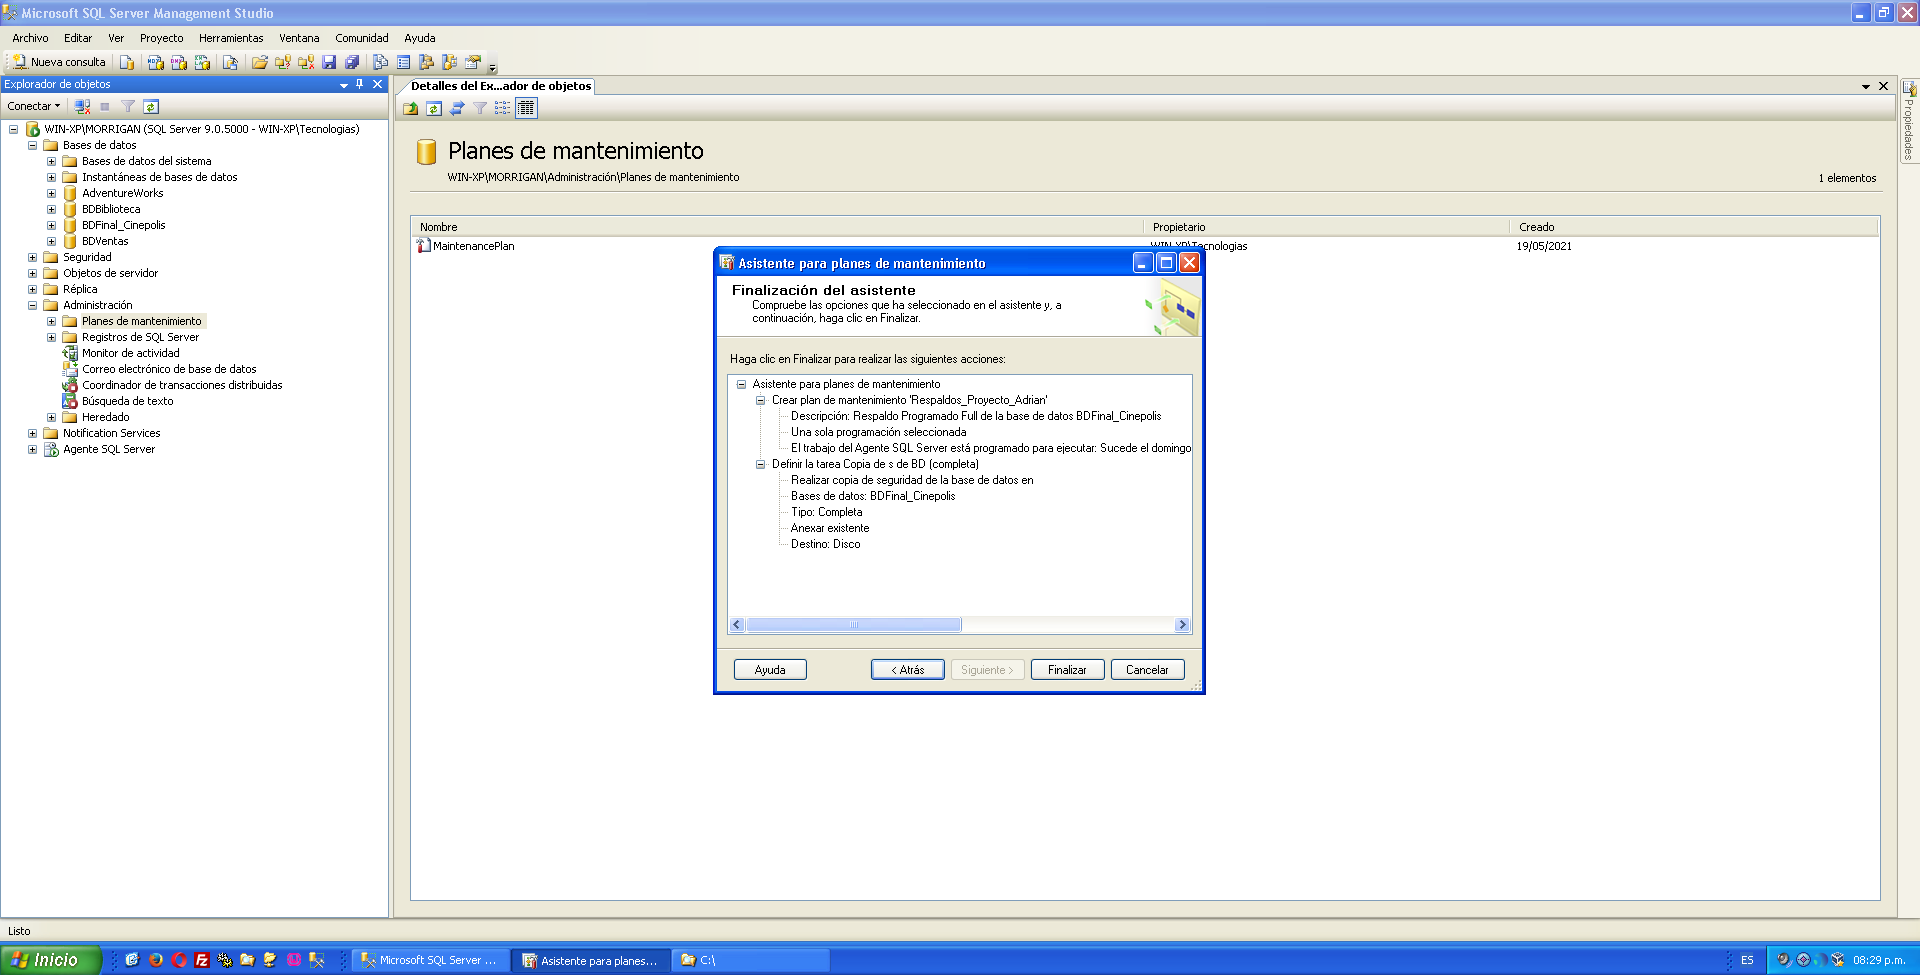 Microsoft SQL Server Management Studio
Archivo Editar Ver Proyecto Herramientas Ventana Comunidad Ayuda
Nueva consulta
Explorador de objetos
Conectar
WIN-XP\MORRIGAN (SQL Server 9.0.5000 - WIN-XP\Tecnologias)
Bases de datos
Bases de datos del sistema
Instantáneas de bases de datos
AdventureWorks
BDBiblioteca
BDFinal_Cinepolis
BDVentas
Seguridad
Objetos de servidor
Réplica
Administración
Planes de mantenimiento
Registros de SQL Server
Monitor de actividad
Correo electrónico de base de datos
Coordinador de transacciones distribuidas
Búsqueda de texto
Heredado
Notification Services
Agente SQL Server
Detalles del Ex...ador de objetos
Planes de mantenimiento
WIN-XP\MORRIGAN\Administración\Planes de mantenimiento
1 elementos
Nombre Propietario Creado
MaintenancePlan WIN-XP\Tecnologias 19/05/2021
Propiedades
Asistente para planes de mantenimiento
Finalización del asistente
Compruebe las opciones que ha seleccionado en el asistente y, a
continuación, haga clic en Finalizar.
Haga clic en Finalizar para realizar las siguientes acciones:
Asistente para planes de mantenimiento
Crear plan de mantenimiento 'Respaldos_Proyecto_Adrian'
Descripción: Respaldo Programado Full de la base de datos BDFinal_Cinepolis
Una sola programación seleccionada
El trabajo del Agente SQL Server está programado para ejecutar: Sucede el domingo
Definir la tarea Copia de s de BD (completa)
Realizar copia de seguridad de la base de datos en
Bases de datos: BDFinal_Cinepolis
Tipo: Completa
Anexar existente
Destino: Disco
Ayuda < Atrás Siguiente > Finalizar Cancelar
Listo
Inicio Microsoft SQL Server ... Asistente para planes... C:\ ES 08:29 p.m.